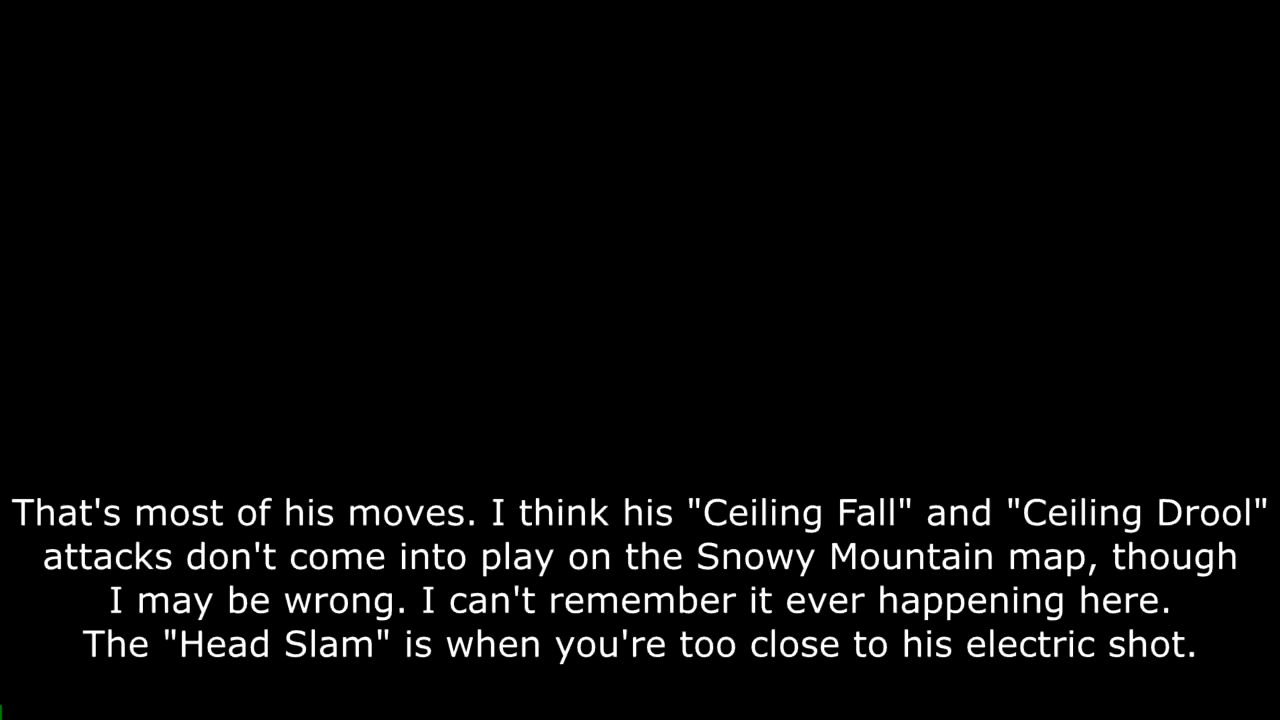 That's most of his moves. I think his "Ceiling Fall" and "Ceiling Drool"
attacks don't come into play on the Snowy Mountain map, though
I may be wrong. I can't remember it ever happening here.
The "Head Slam" is when you're too close to his electric shot.